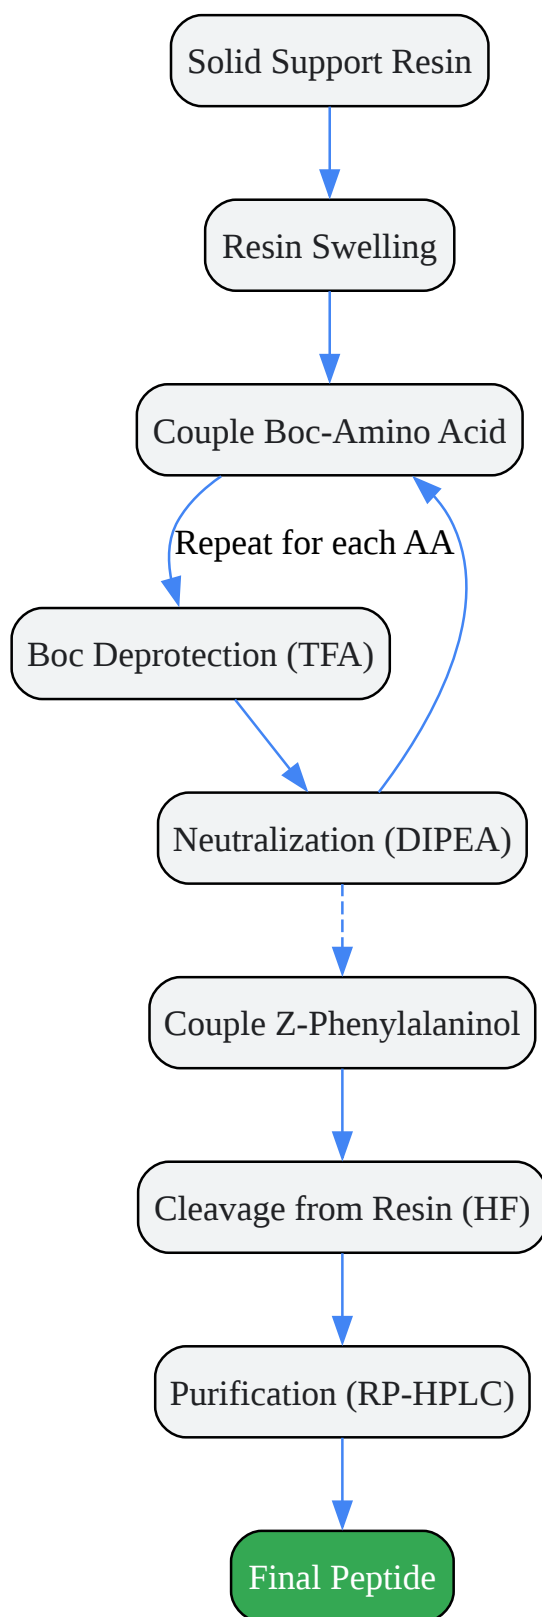 Solid Support Resin
Resin Swelling
Couple Boc-Amino Acid
Repeat for each AA
Boc Deprotection (TFA)
Neutralization (DIPEA)
Couple Z-Phenylalaninol
Cleavage from Resin (HF)
Purification (RP-HPLC)
Final Peptide